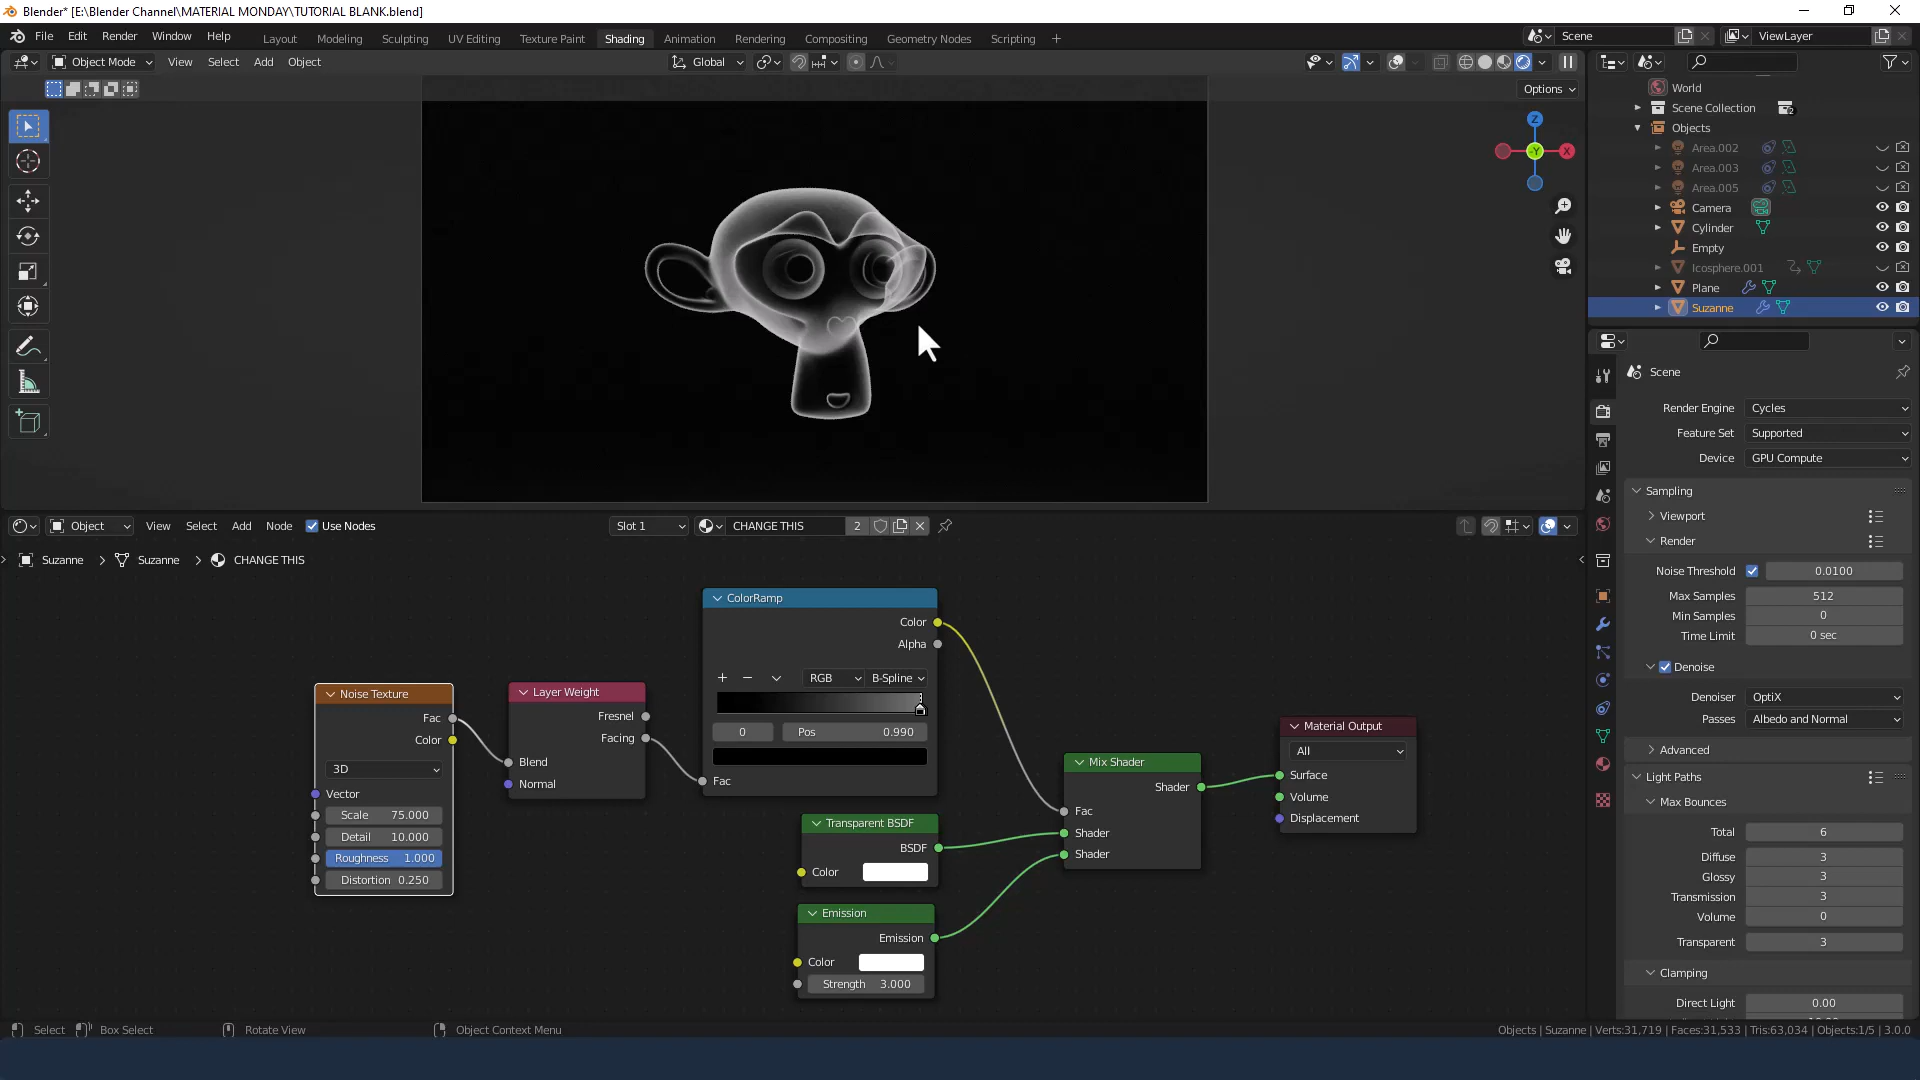 Blender* [E:\Blender Channel\MATERIAL MONDAY\TUTORIAL BLANK.blend]
File Edit Render Window Help Layout Modeling Sculpting UV Editing Texture Paint Shading Animation Rendering Compositing Geometry Nodes Scripting + Scene ViewLayer
Object Mode View Select Add Object Global
Options
Z
-Y X
World
Scene Collection 2
Objects
Area.002
Area.003
Area.005
Camera
Cylinder
Empty
Icosphere.001
Plane
Suzanne
Scene
Render Engine Cycles
Feature Set Supported
Device GPU Compute
Sampling
Viewport
Render
Noise Threshold 0.0100
Max Samples 512
Min Samples 0
Time Limit 0 sec
Denoise
Denoiser OptiX
Passes Albedo and Normal
Advanced
Light Paths
Max Bounces
Total 6
Diffuse 3
Glossy 3
Transmission 3
Volume 0
Transparent 3
Clamping
Direct Light 0.00
Object View Select Add Node Use Nodes Slot 1 CHANGE THIS 2
Suzanne > Suzanne > CHANGE THIS
Noise Texture
Fac
Color
3D
Vector
Scale 75.000
Detail 10.000
Roughness 1.000
Distortion 0.250
Layer Weight
Fresnel
Facing
Blend
Normal
ColorRamp
Color
Alpha
+ − RGB B-Spline
0 Pos 0.990
Fac
Transparent BSDF
BSDF
Color
Emission
Emission
Color
Strength 3.000
Mix Shader
Shader
Fac
Shader
Shader
Material Output
All
Surface
Volume
Displacement
Select Box Select Rotate View Object Context Menu Objects | Suzanne | Verts:31,719 | Faces:31,533 | Tris:63,034 | Objects:1/5 | 3.0.0